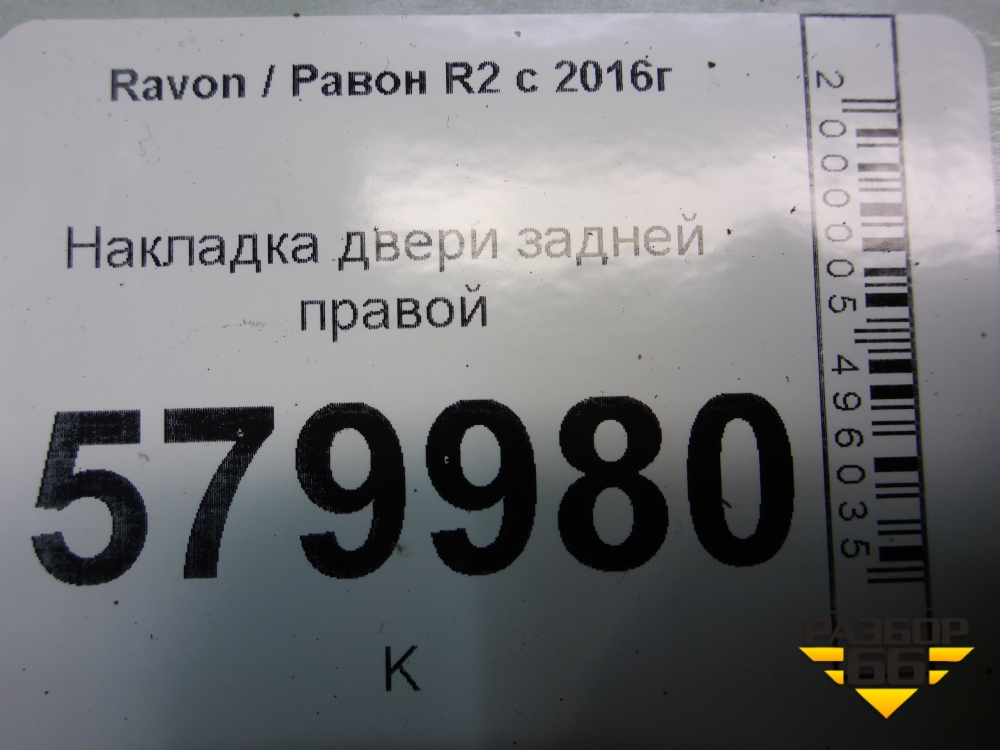 Ravon / Равон R2 с 2016г
Накладка двери задней
правой
579980
К
2000005496035
РАЗБОР
66